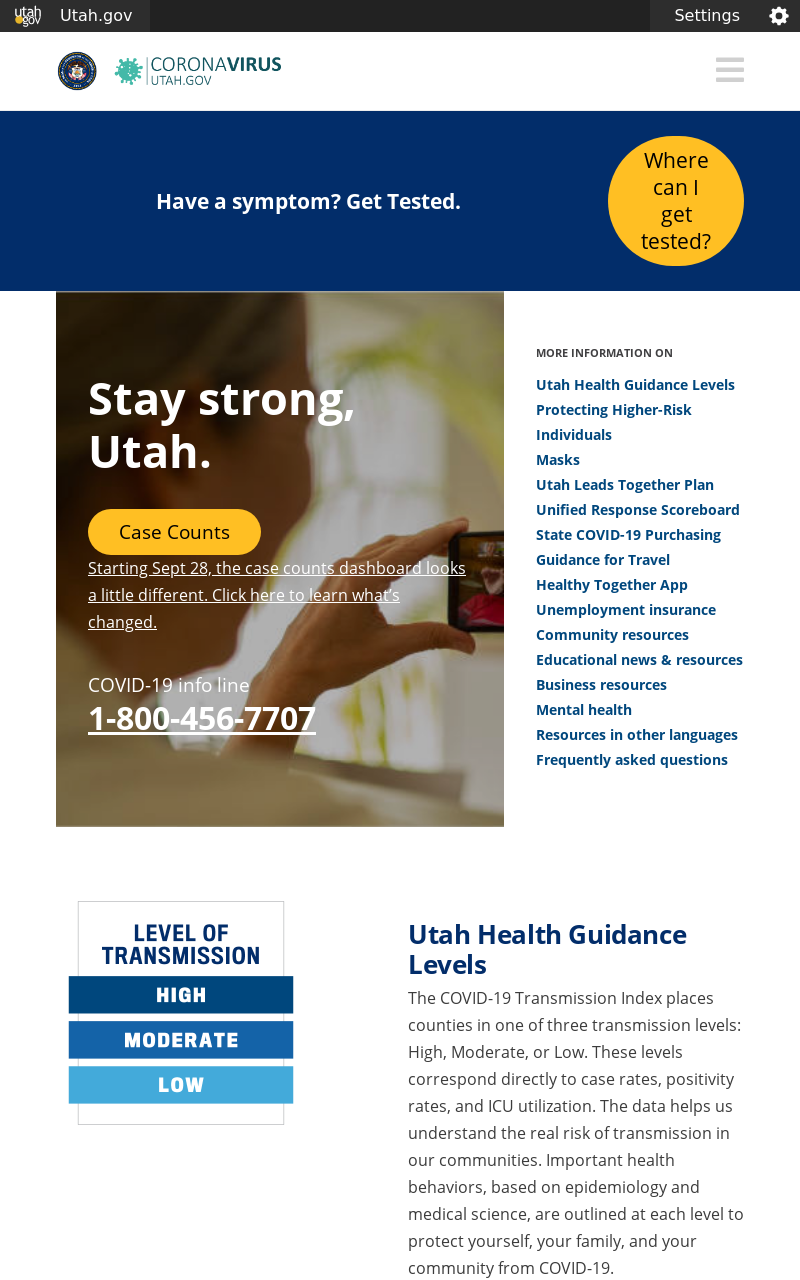 utah
gov
Utah.gov
Settings
CORONAVIRUS
UTAH.GOV
Have a symptom? Get Tested.
Where
can I
get
tested?
Stay strong,
Utah.
Case Counts
Starting Sept 28, the case counts dashboard looks
a little different. Click here to learn what's
changed.
COVID-19 info line
1-800-456-7707
MORE INFORMATION ON
Utah Health Guidance Levels
Protecting Higher-Risk
Individuals
Masks
Utah Leads Together Plan
Unified Response Scoreboard
State COVID-19 Purchasing
Guidance for Travel
Healthy Together App
Unemployment insurance
Community resources
Educational news & resources
Business resources
Mental health
Resources in other languages
Frequently asked questions
LEVEL OF
TRANSMISSION
HIGH
MODERATE
LOW
Utah Health Guidance
Levels
The COVID-19 Transmission Index places
counties in one of three transmission levels:
High, Moderate, or Low. These levels
correspond directly to case rates, positivity
rates, and ICU utilization. The data helps us
understand the real risk of transmission in
our communities. Important health
behaviors, based on epidemiology and
medical science, are outlined at each level to
protect yourself, your family, and your
community from COVID-19.